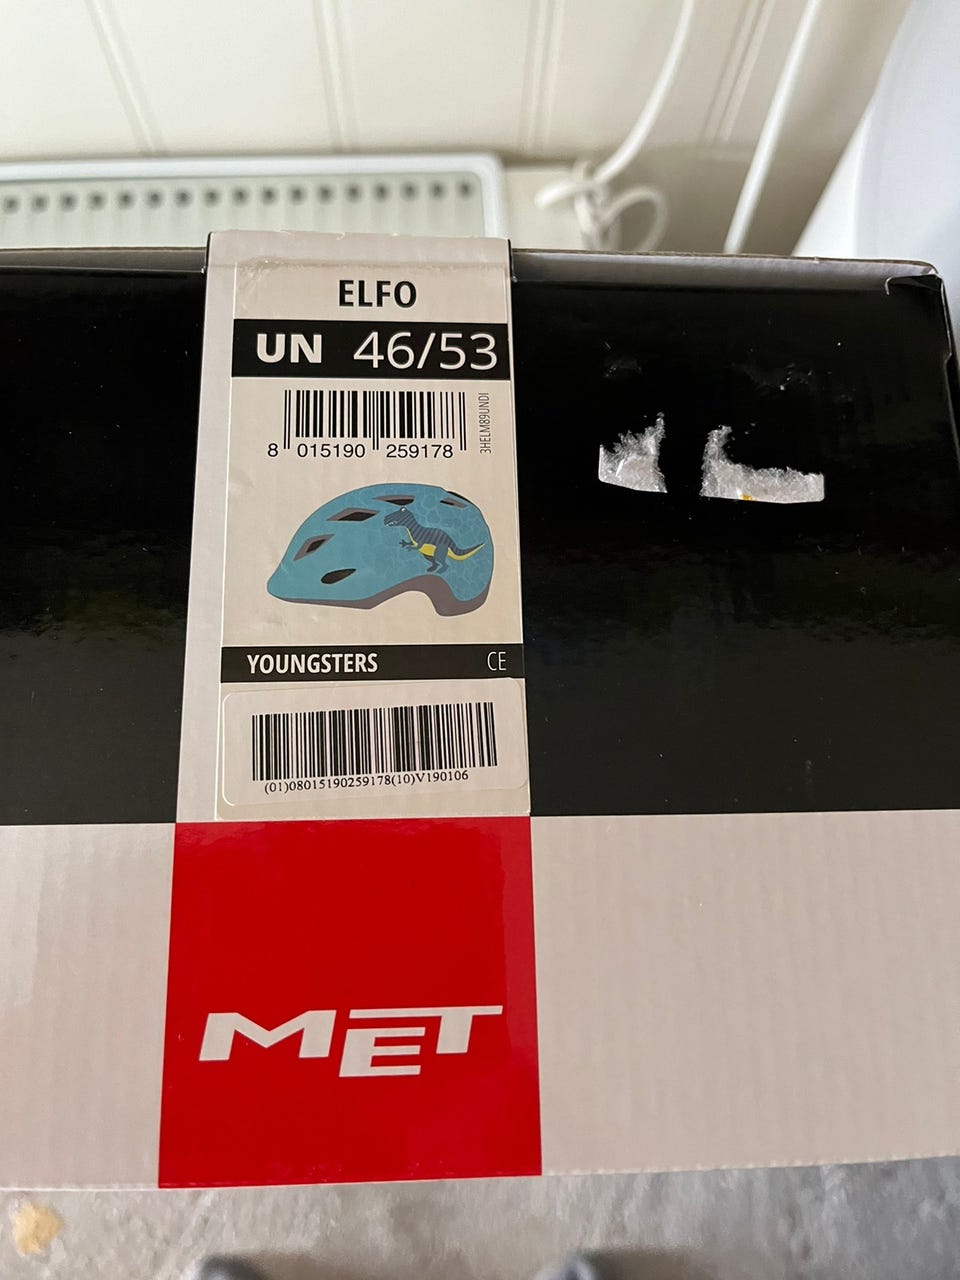 ELFO
UN 46/53
3HELM89UNDI
8 015190 259178
YOUNGSTERS CE
(01)08015190259178(10)V190106
MET